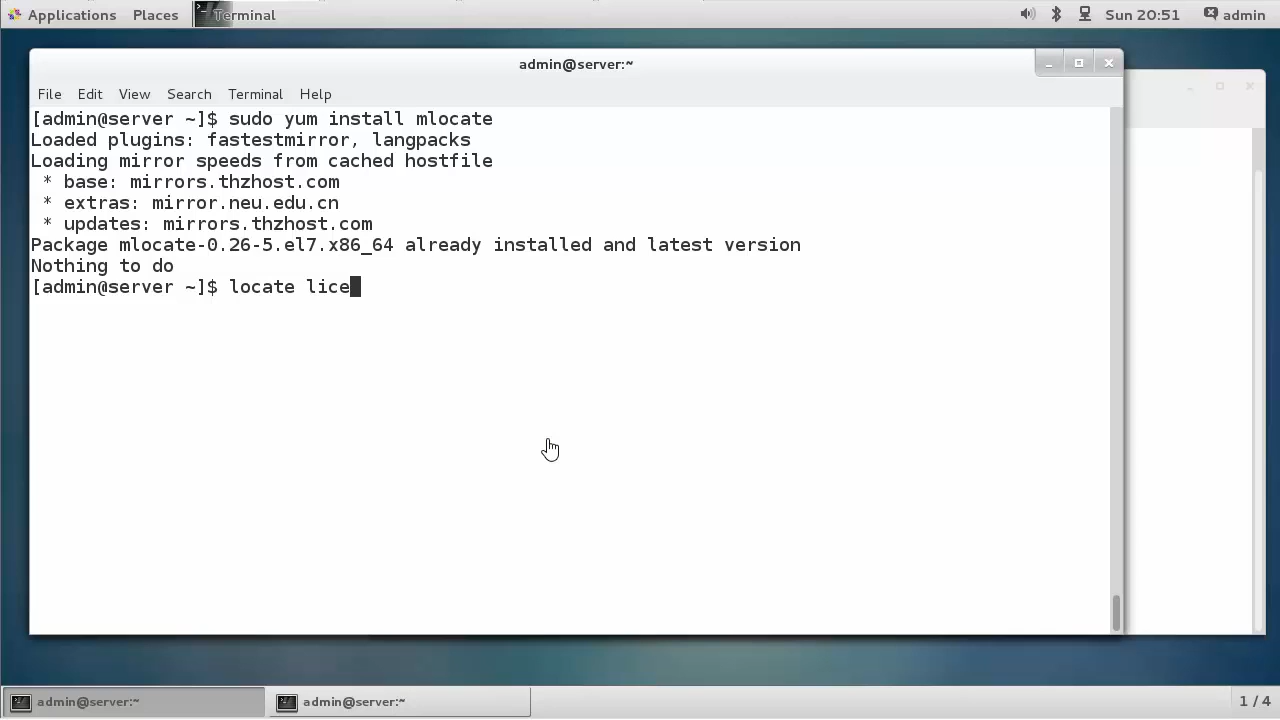 Applications Places Terminal Sun 20:51 admin
admin@server:~
File Edit View Search Terminal Help
[admin@server ~]$ sudo yum install mlocate
Loaded plugins: fastestmirror, langpacks
Loading mirror speeds from cached hostfile
 * base: mirrors.thzhost.com
 * extras: mirror.neu.edu.cn
 * updates: mirrors.thzhost.com
Package mlocate-0.26-5.el7.x86_64 already installed and latest version
Nothing to do
[admin@server ~]$ locate lice
admin@server:~ admin@server:~ 1 / 4